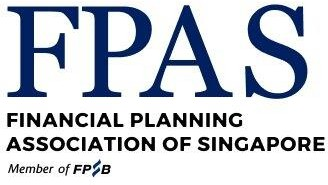 FPAS
FINANCIAL PLANNING
ASSOCIATION OF SINGAPORE
Member of FPSB